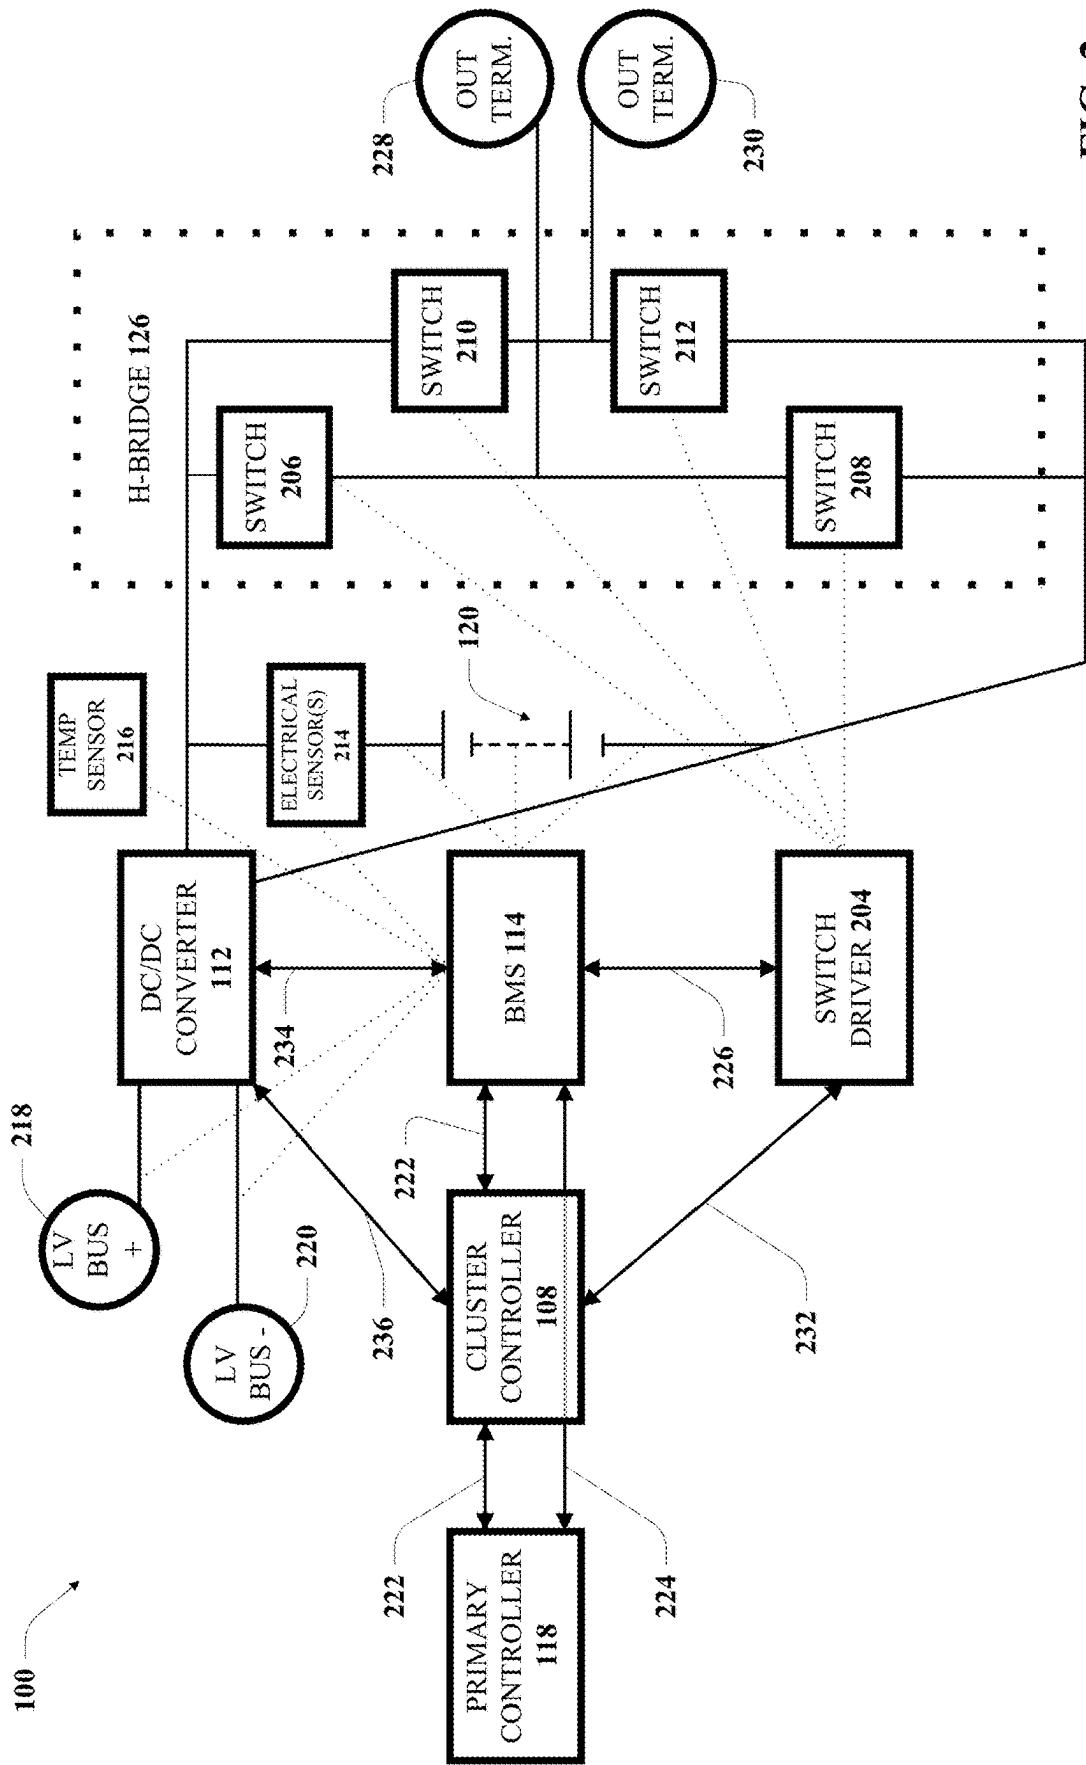 100
LV
BUS
+
218
LV
BUS -
220
DC/DC
CONVERTER
112
TEMP
SENSOR
216
ELECTRICAL
SENSOR(S)
214
H-BRIDGE 126
SWITCH
206
SWITCH
210
SWITCH
212
SWITCH
208
OUT
TERM.
228
OUT
TERM.
230
120
234
236
PRIMARY
CONTROLLER
118
222
224
CLUSTER
CONTROLLER
108
222
BMS 114
226
232
SWITCH
DRIVER 204